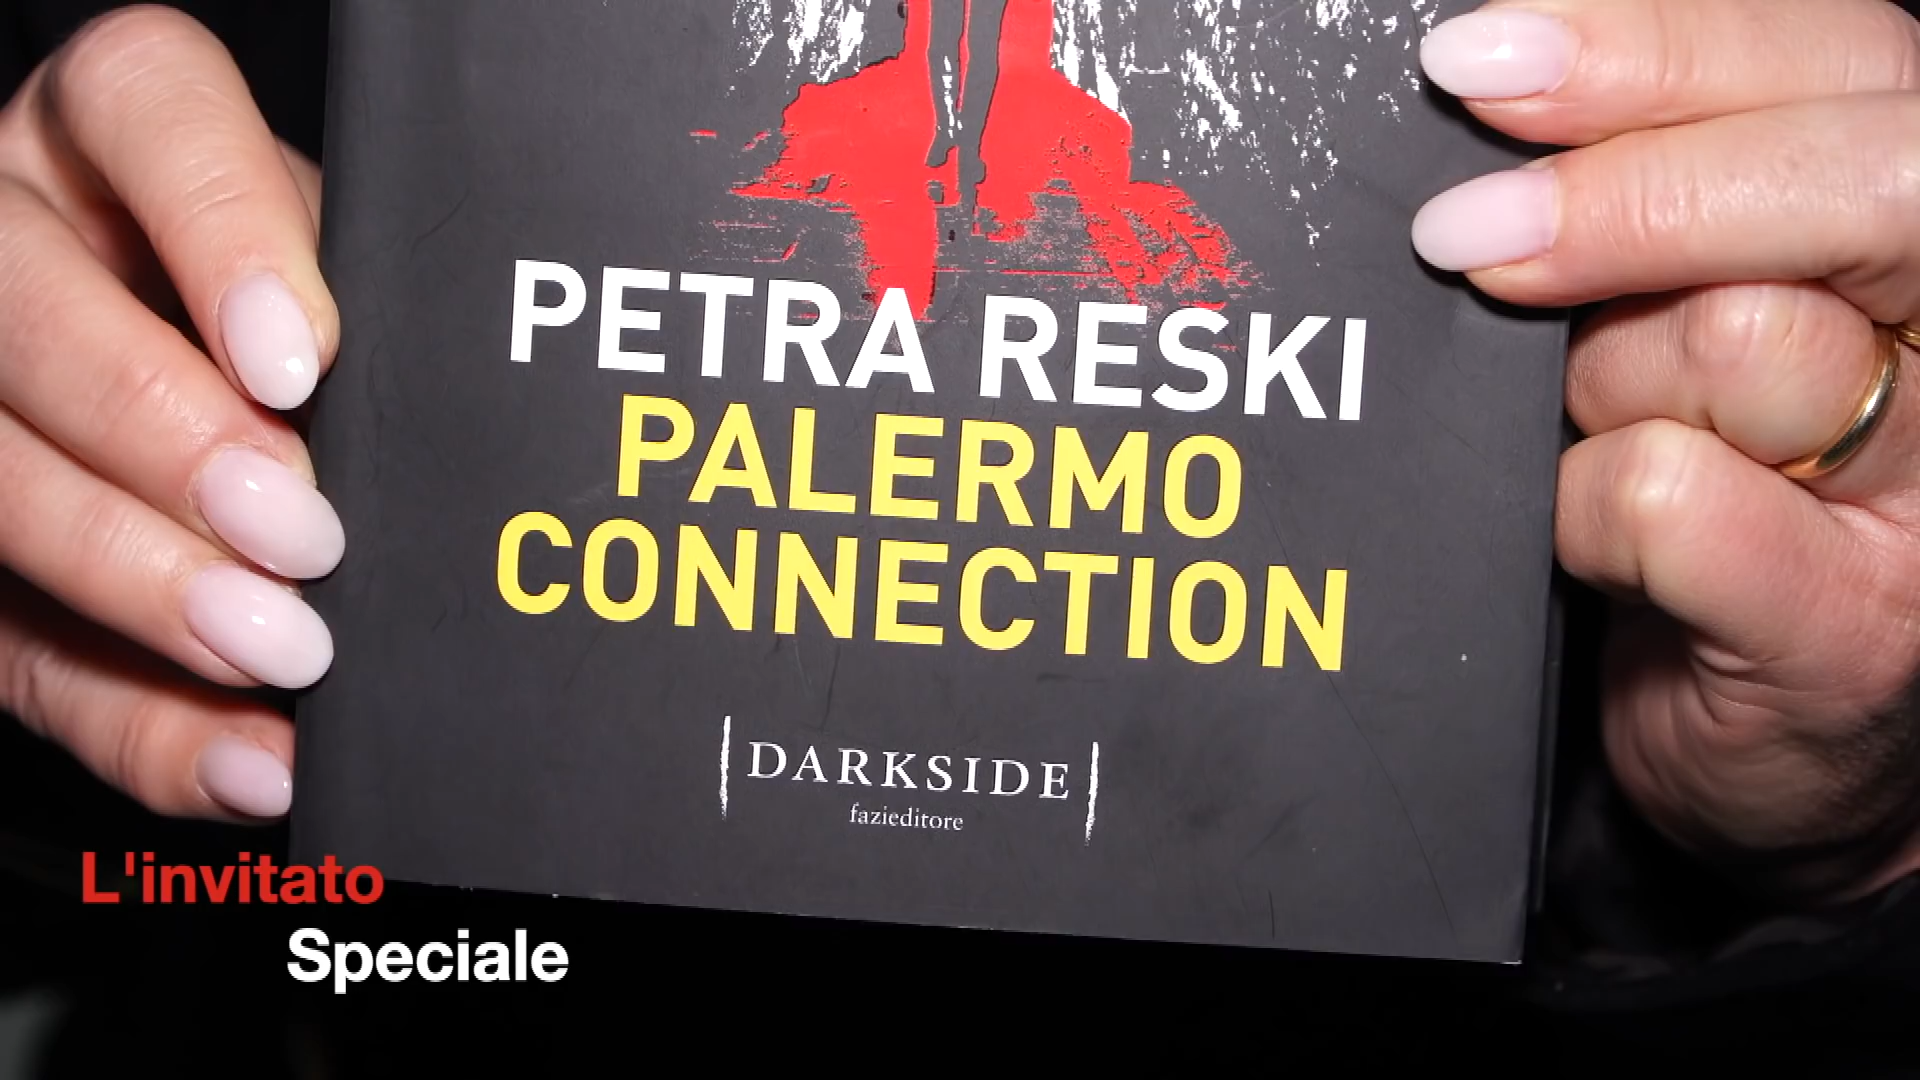 PETRA RESKI
PALERMO
CONNECTION
DARKSIDE
fazieditore
L'invitato
Speciale